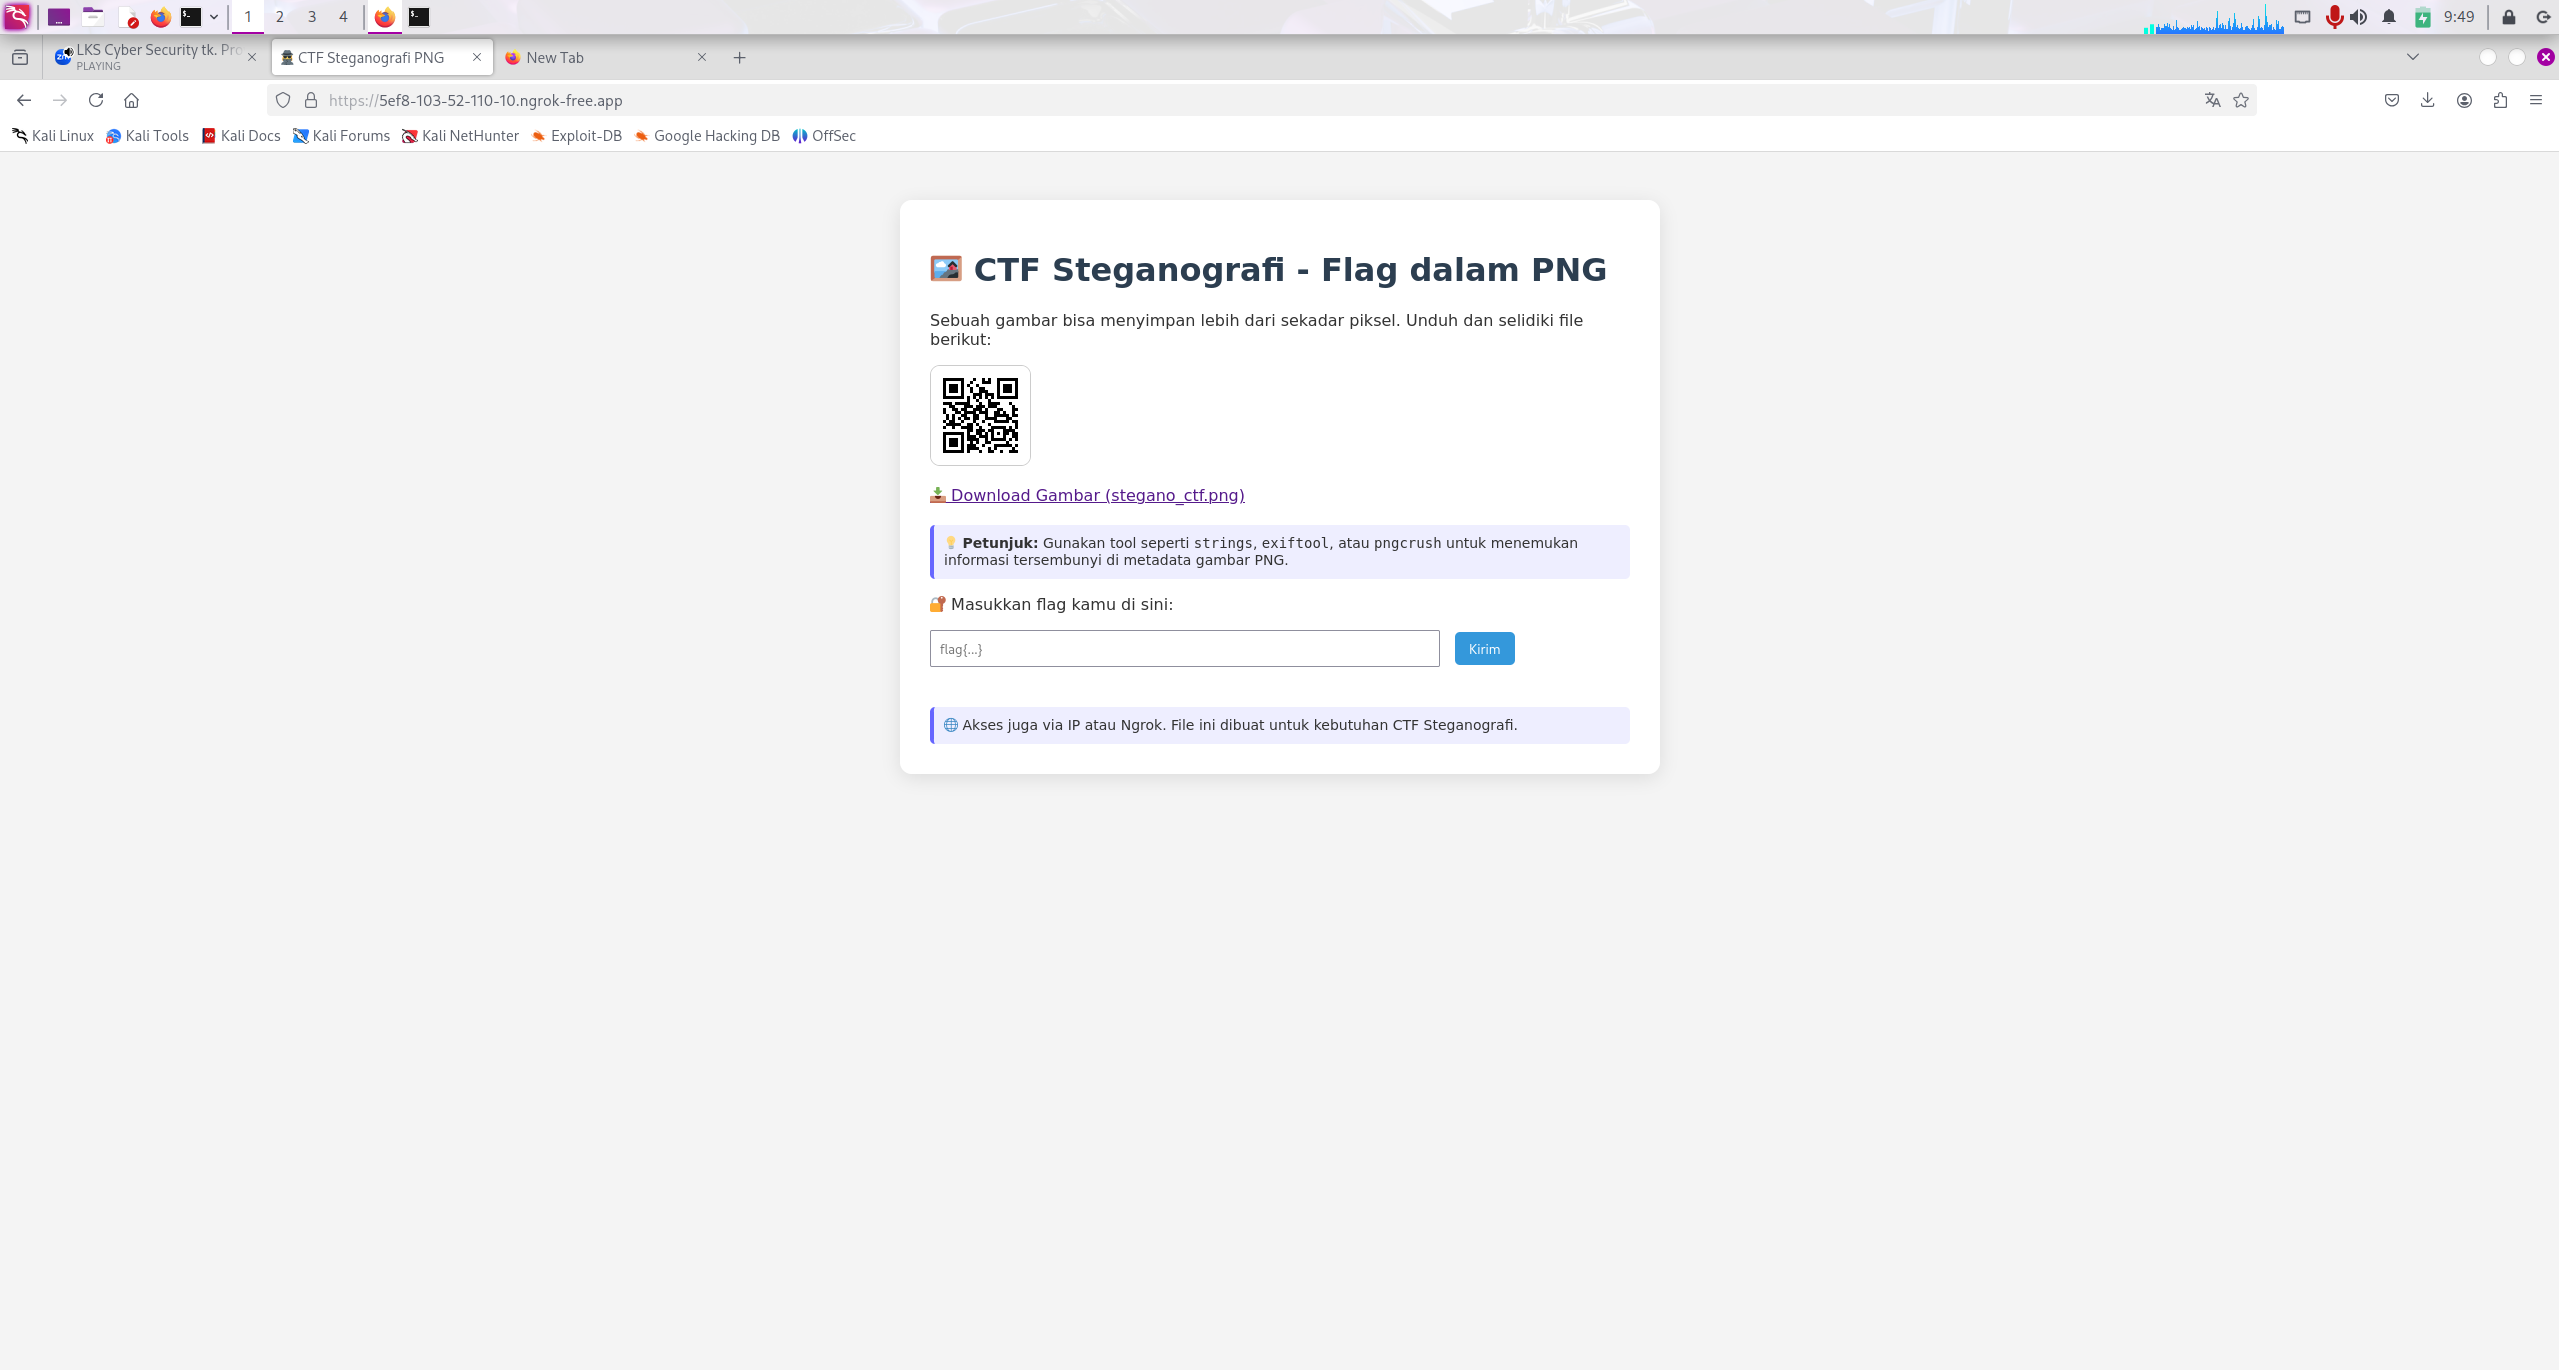 1 2 3 4
9:49
LKS Cyber Security tk. Pro
PLAYING
CTF Steganografi PNG
New Tab
https://5ef8-103-52-110-10.ngrok-free.app
Kali Linux Kali Tools Kali Docs Kali Forums Kali NetHunter Exploit-DB Google Hacking DB OffSec
CTF Steganografi - Flag dalam PNG
Sebuah gambar bisa menyimpan lebih dari sekadar piksel. Unduh dan selidiki file
berikut:
Download Gambar (stegano_ctf.png)
Petunjuk: Gunakan tool seperti strings, exiftool, atau pngcrush untuk menemukan
informasi tersembunyi di metadata gambar PNG.
Masukkan flag kamu di sini:
flag{...}
Kirim
Akses juga via IP atau Ngrok. File ini dibuat untuk kebutuhan CTF Steganografi.